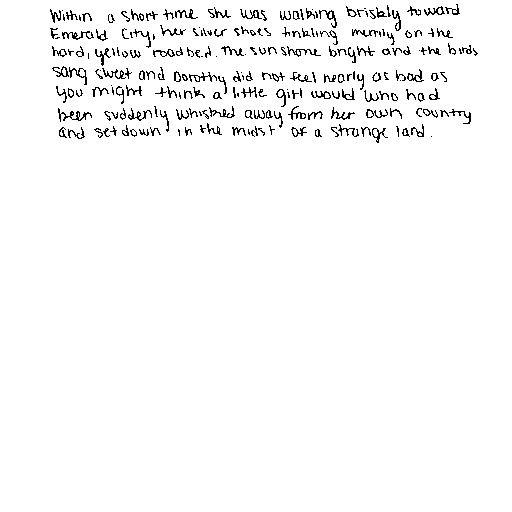 Within a short time she was walking briskly toward
Emerald City, her silver shoes tinkling merrily on the
hard, yellow roadbed. The sun shone bright and the birds
sang sweet and Dorothy did not feel nearly as bad as
you might think a little girl would who had
been suddenly whisked away from her own country
and set down in the midst of a strange land.